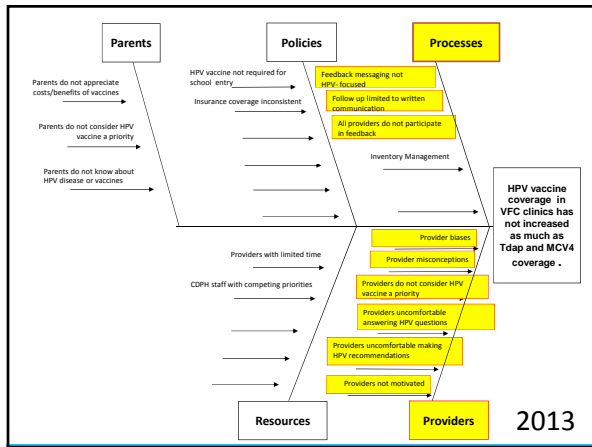 Parents
Policies
Processes
Parents do not appreciate
costs/benefits of vaccines
Parents do not consider HPV
vaccine a priority
Parents do not know about
HPV disease or vaccines
HPV vaccine not required for
school entry
Insurance coverage inconsistent
Feedback messaging not
HPV- focused
Follow up limited to written
communication
All providers do not participate
in feedback
Inventory Management
HPV vaccine
coverage in
VFC clinics has
not increased
as much as
Tdap and MCV4
coverage .
Providers with limited time
CDPH staff with competing priorities
Provider biases
Provider misconceptions
Providers do not consider HPV
vaccine a priority
Providers uncomfortable
answering HPV questions
Providers uncomfortable making
HPV recommendations
Providers not motivated
Resources
Providers
2013